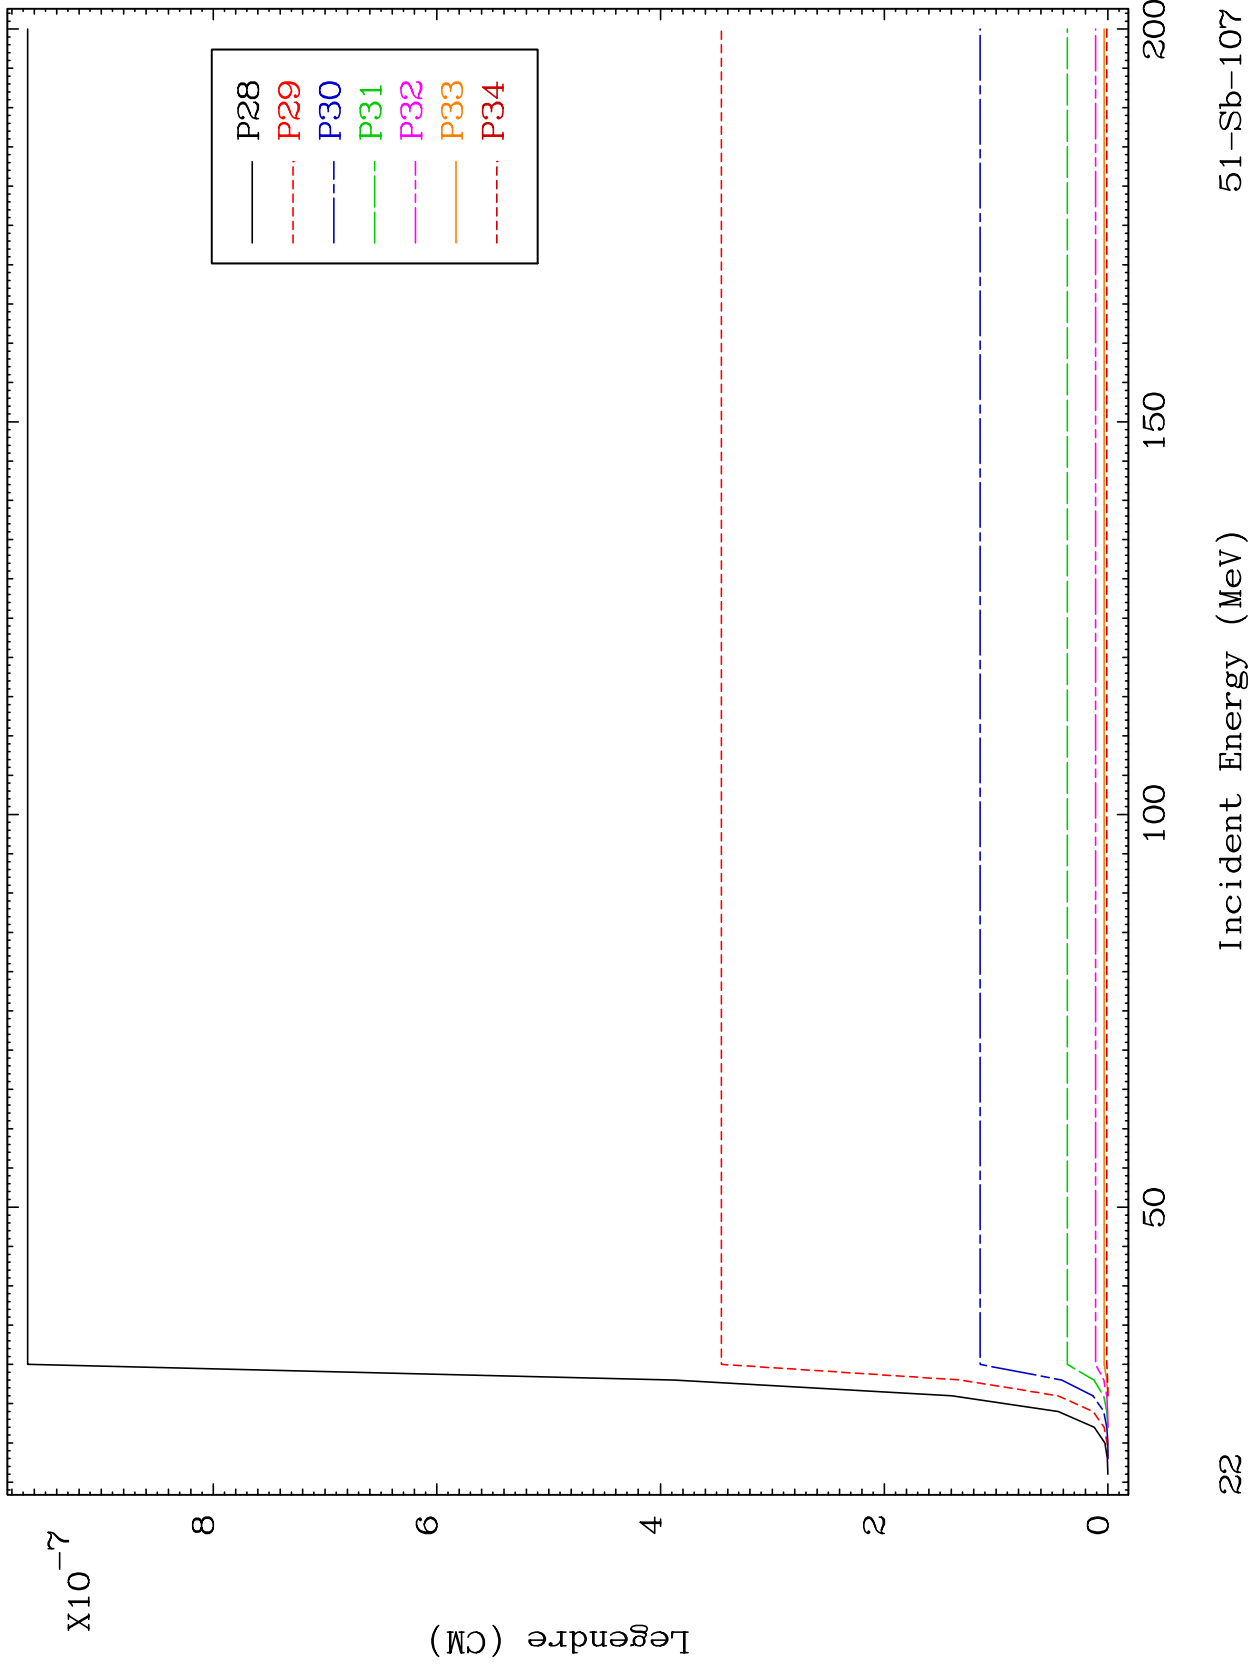 X10⁻⁷
8
6
4
2
0
Legendre (CM)
P28
P29
P30
P31
P32
P33
P34
50
100
150
200
22
Incident Energy (MeV)
51-Sb-107